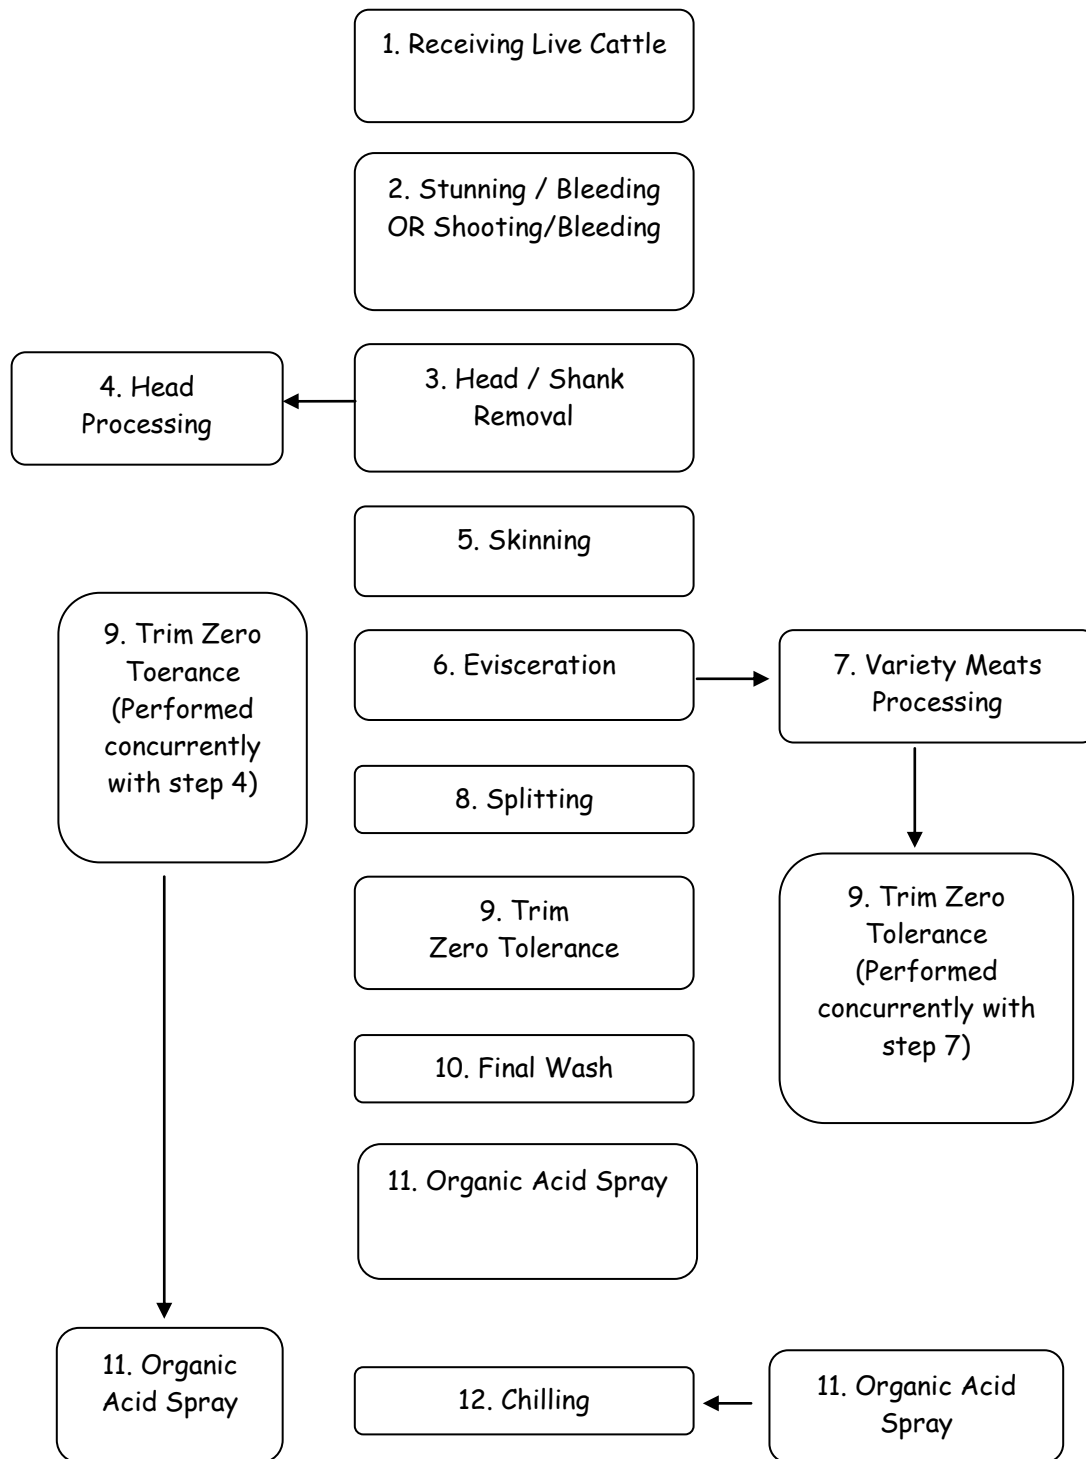 1. Receiving Live Cattle
2. Stunning / Bleeding
OR Shooting/Bleeding
4. Head
Processing
3. Head / Shank
Removal
5. Skinning
9. Trim Zero
Toerance
(Performed
concurrently
with step 4)
6. Evisceration
7. Variety Meats
Processing
8. Splitting
9. Trim
Zero Tolerance
9. Trim Zero
Tolerance
(Performed
concurrently with
step 7)
10. Final Wash
11. Organic Acid Spray
11. Organic
Acid Spray
12. Chilling
11. Organic Acid
Spray